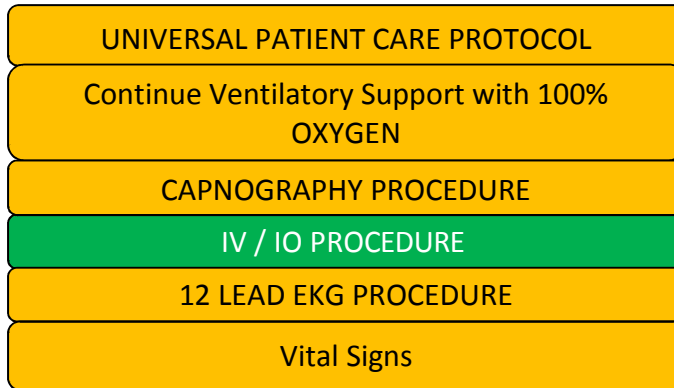 UNIVERSAL PATIENT CARE PROTOCOL
Continue Ventilatory Support with 100%
OXYGEN
CAPNOGRAPHY PROCEDURE
IV / IO PROCEDURE
12 LEAD EKG PROCEDURE
Vital Signs